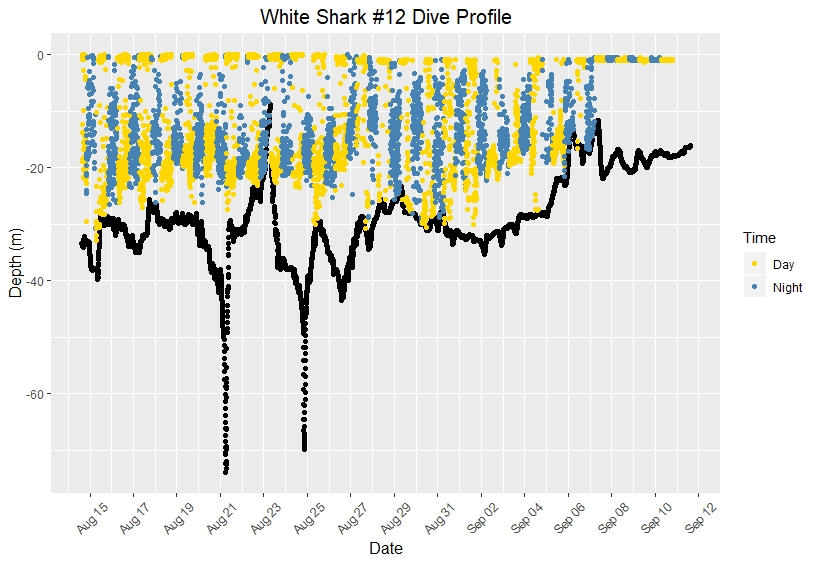 White Shark #12 Dive Profile
0
-20
-40
-60
Depth (m)
Aug 15
Aug 17
Aug 19
Aug 21
Aug 23
Aug 25
Aug 27
Aug 29
Aug 31
Sep 02
Sep 04
Sep 06
Sep 08
Sep 10
Sep 12
Date
Time
Day
Night